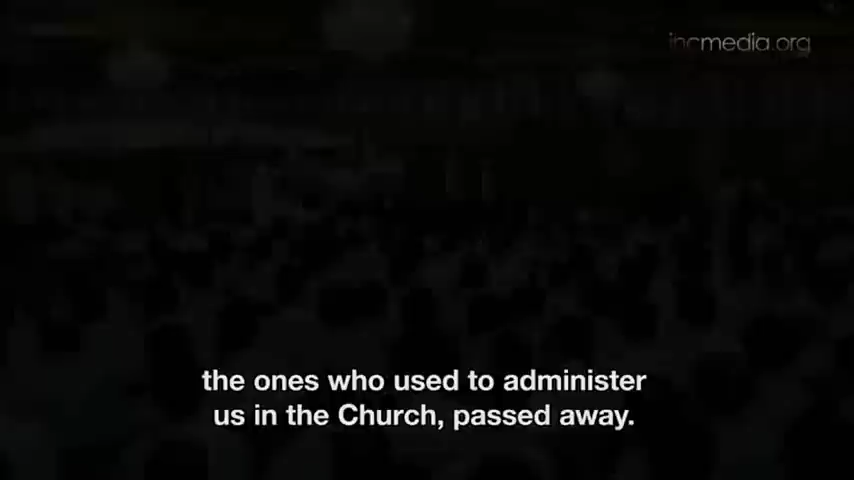 incmedia.org
the ones who used to administer
us in the Church, passed away.